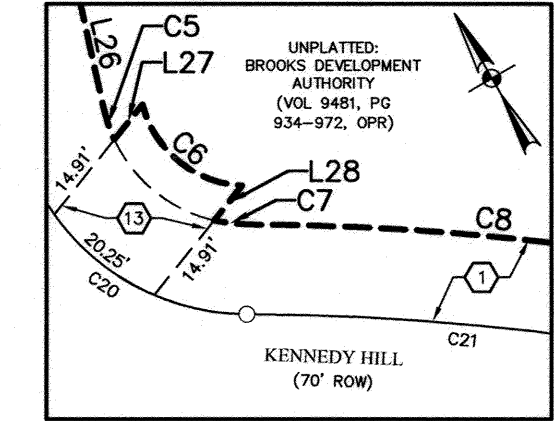 C5
L26
L27
UNPLATTED:
BROOKS DEVELOPMENT
AUTHORITY
(VOL 9481, PG
934-972, OPR)
C6
L28
C7
14.91'
13
C8
20.25'
14.91'
1
C20
C21
KENNEDY HILL
(70' ROW)